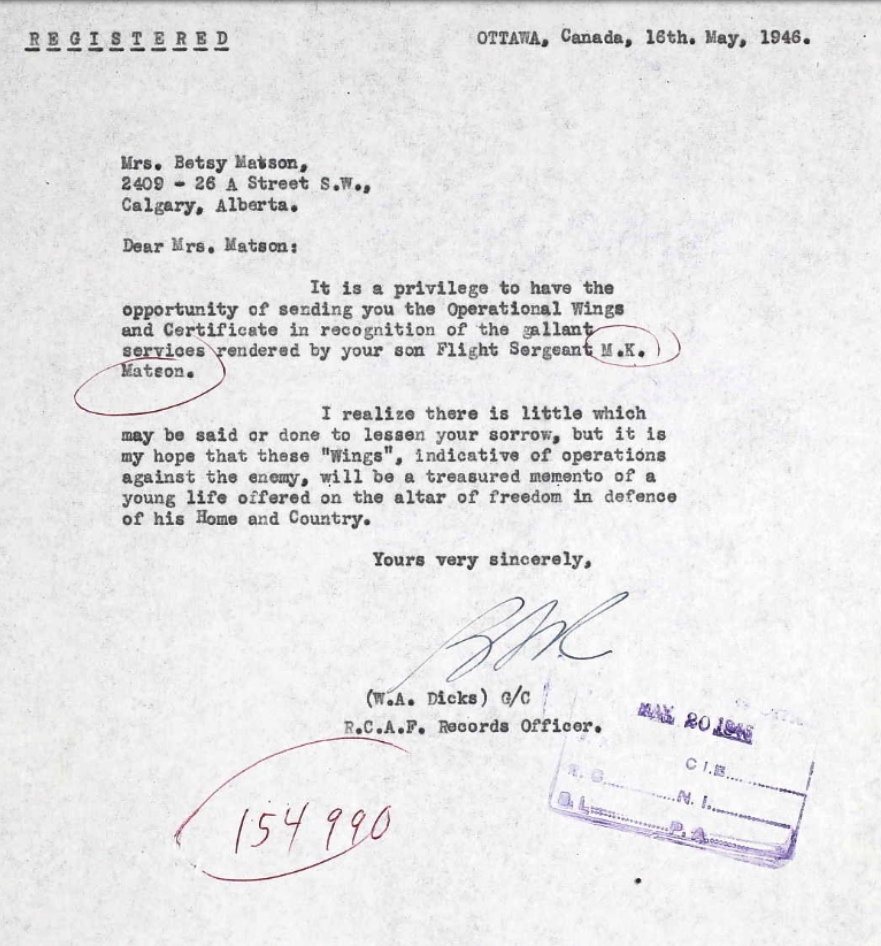 REGISTERED
OTTAWA, Canada, 16th. May, 1946.
Mrs. Betsy Matson,
2409 - 26 A Street S.W.,
Calgary, Alberta.
Dear Mrs. Matson:
It is a privilege to have the
opportunity of sending you the Operational Wings
and Certificate in recognition of the gallant
services rendered by your son Flight Sergeant M.K.
Matson.
I realize there is little which
may be said or done to lessen your sorrow, but it is
my hope that these "Wings", indicative of operations
against the enemy, will be a treasured memento of a
young life offered on the altar of freedom in defence
of his Home and Country.
Yours very sincerely,
(W.A. Dicks) G/C
R.C.A.F. Records Officer.
MAY 20 1946
C I.E.............
R. G..............N. I..............
B. L..............P. A..............
154990